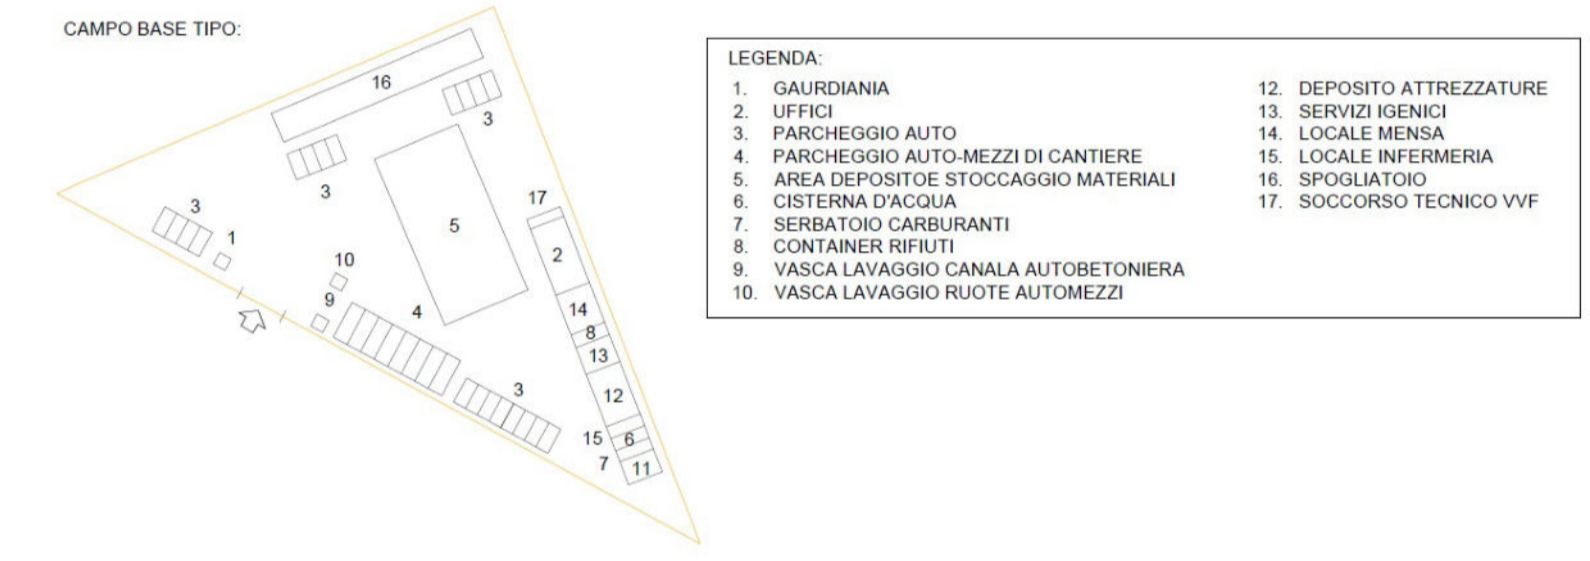 CAMPO BASE TIPO:
16
3
3
3
1
10
9
4
5
3
17
2
14
8
13
12
15
6
7
11
LEGENDA:
1. GAURDIANIA
2. UFFICI
3. PARCHEGGIO AUTO
4. PARCHEGGIO AUTO-MEZZI DI CANTIERE
5. AREA DEPOSITOE STOCCAGGIO MATERIALI
6. CISTERNA D'ACQUA
7. SERBATOIO CARBURANTI
8. CONTAINER RIFIUTI
9. VASCA LAVAGGIO CANALA AUTOBETONIERA
10. VASCA LAVAGGIO RUOTE AUTOMEZZI
12. DEPOSITO ATTREZZATURE
13. SERVIZI IGENICI
14. LOCALE MENSA
15. LOCALE INFERMERIA
16. SPOGLIATOIO
17. SOCCORSO TECNICO VVF